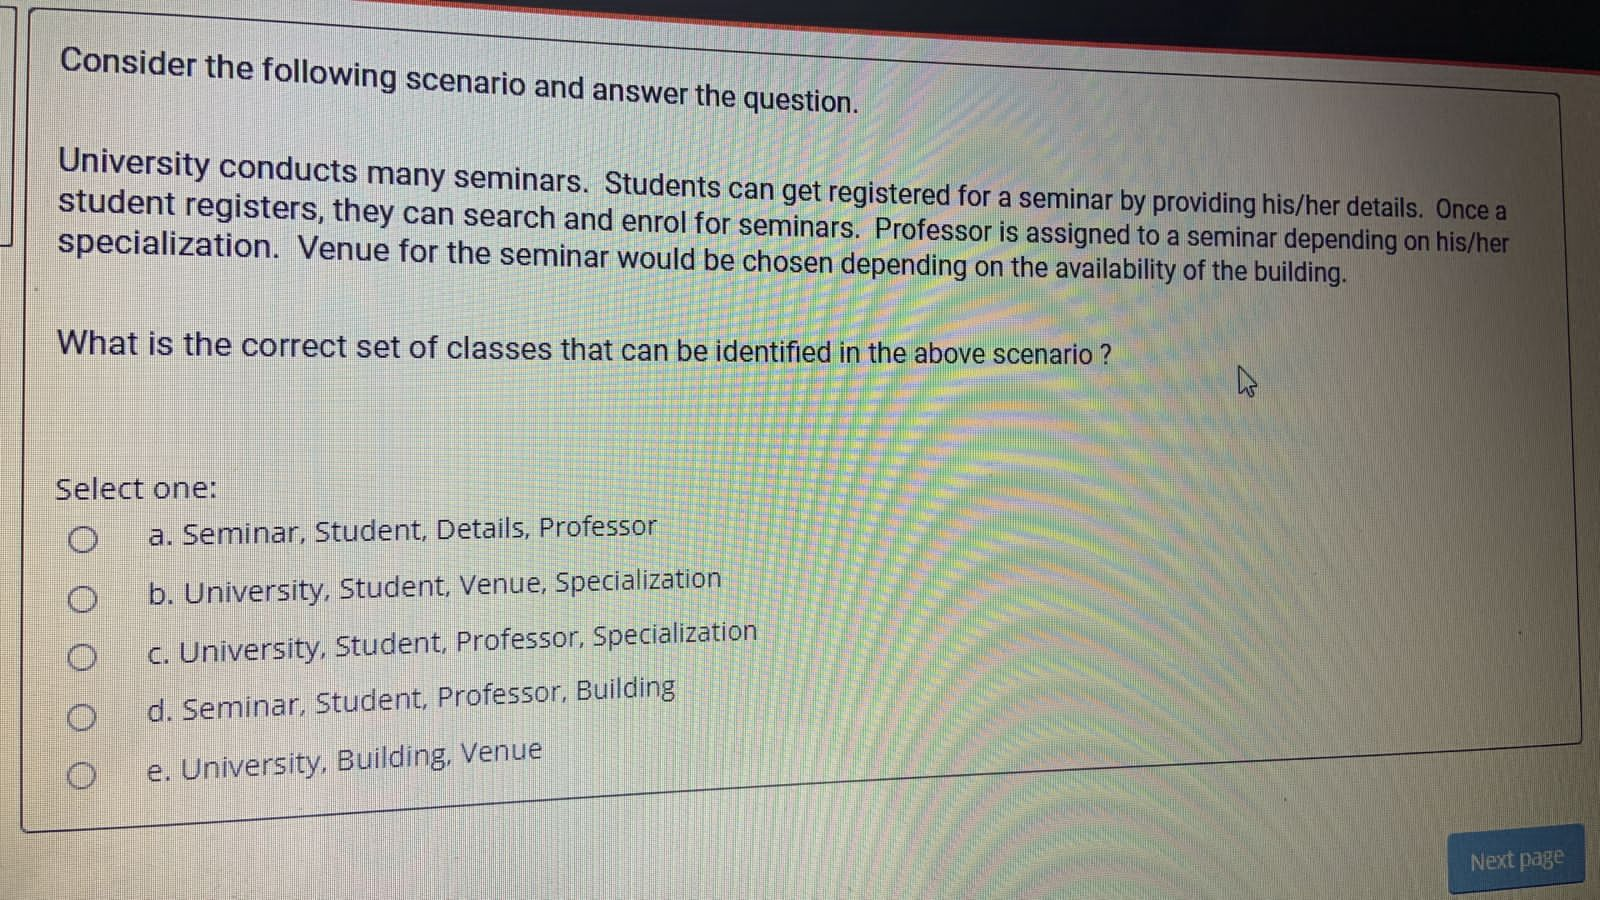 Consider the following scenario and answer the question.
University conducts many seminars. Students can get registered for a seminar by providing his/her details. Once a
student registers, they can search and enrol for seminars. Professor is assigned to a seminar depending on his/her
specialization. Venue for the seminar would be chosen depending on the availability of the building.
What is the correct set of classes that can be identified in the above scenario ?
Select one:
a. Seminar, Student, Details, Professor
b. University, Student, Venue, Specialization
c. University, Student, Professor, Specialization
d. Seminar, Student, Professor, Building
e. University, Building, Venue
Next page